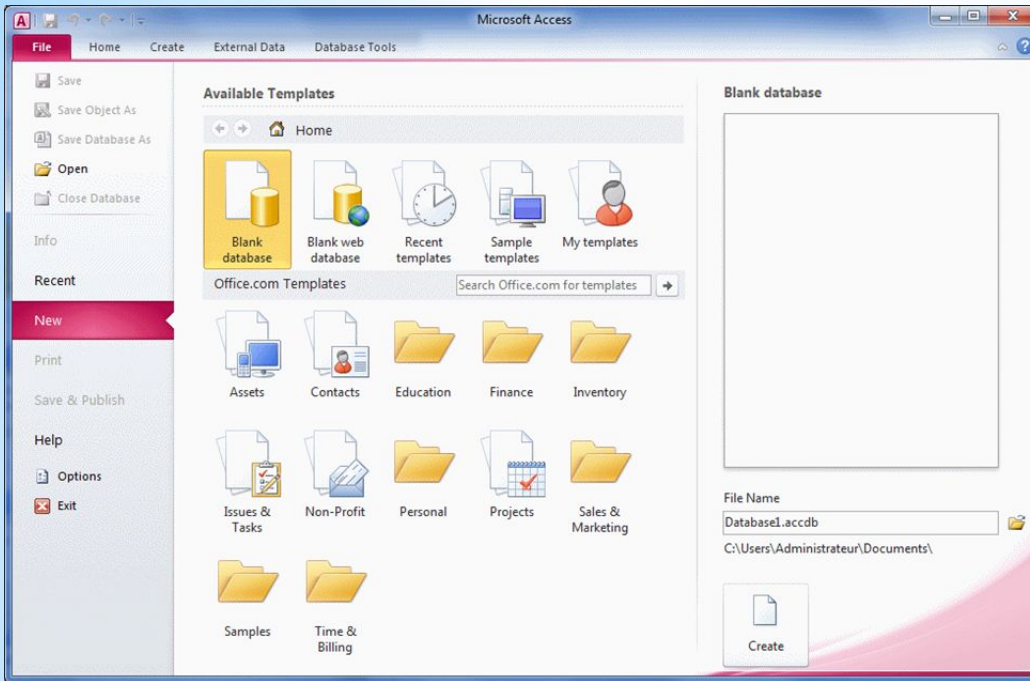 Microsoft Access
File Home Create External Data Database Tools
Save
Save Object As
Save Database As
Open
Close Database
Info
Recent
New
Print
Save & Publish
Help
Options
Exit
Available Templates
Home
Blank
database
Blank web
database
Recent
templates
Sample
templates
My templates
Office.com Templates
Search Office.com for templates
Assets
Contacts
Education
Finance
Inventory
Issues &
Tasks
Non-Profit
Personal
Projects
Sales &
Marketing
Samples
Time &
Billing
Blank database
File Name
Database1.accdb
C:\Users\Administrateur\Documents\
Create